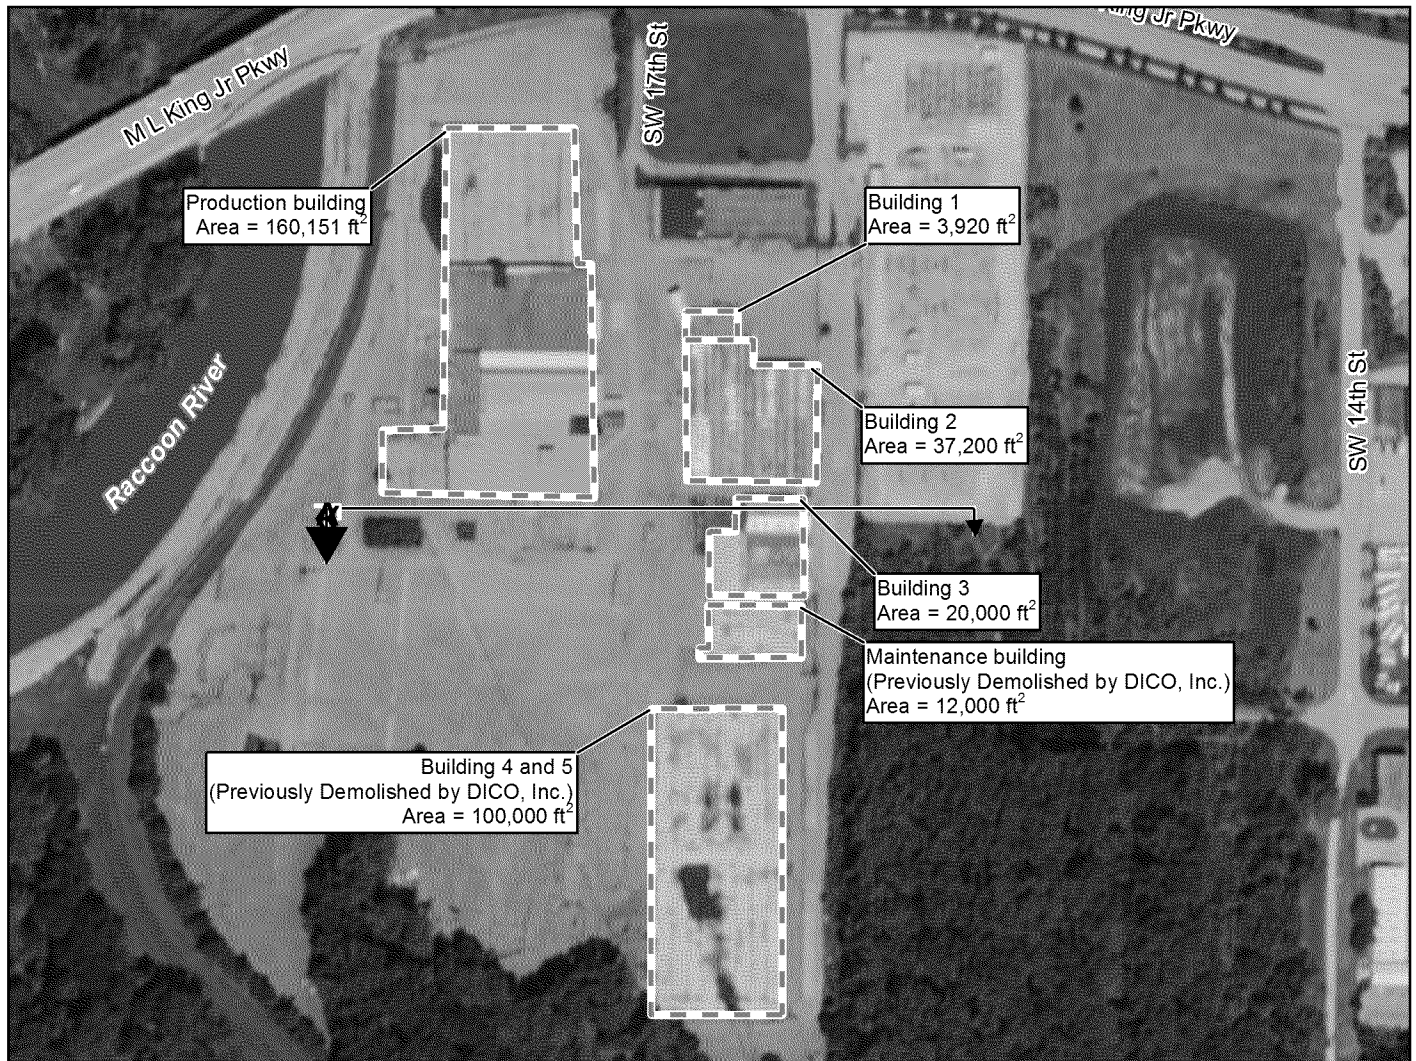 M L King Jr Pkwy
SW 17th St
King Jr Pkwy
Production building
Area = 160,151 ft²
Building 1
Area = 3,920 ft²
Raccoon River
SW 14th St
Building 2
Area = 37,200 ft²
Building 3
Area = 20,000 ft²
Maintenance building
(Previously Demolished by DICO, Inc.)
Area = 12,000 ft²
Building 4 and 5
(Previously Demolished by DICO, Inc.)
Area = 100,000 ft²